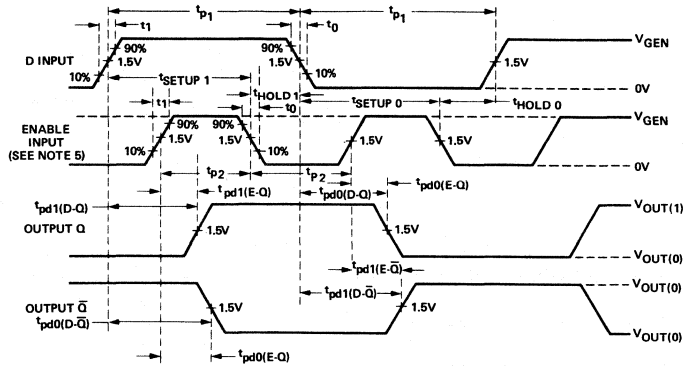 tp1 tp1
t1 t0
VGEN
90% 90%
D INPUT 1.5V 1.5V 1.5V
10% 10%
tSETUP 1
0V
tHOLD 1
t1 t0 tSETUP 0 tHOLD 0
VGEN
ENABLE 90% 90%
INPUT 1.5V 1.5V 1.5V 1.5V
(SEE NOTE 5) 10% 10%
0V
tp2 tp2
tpd1(E-Q) tpd0(D-Q) tpd0(E-Q)
tpd1(D-Q)
VOUT(1)
OUTPUT Q 1.5V 1.5V
VOUT(0)
tpd1(E-Q̅)
VOUT(0)
tpd1(D-Q̅)
OUTPUT Q̅ 1.5V 1.5V
tpd0(D-Q̅)
VOUT(0)
tpd0(E-Q)